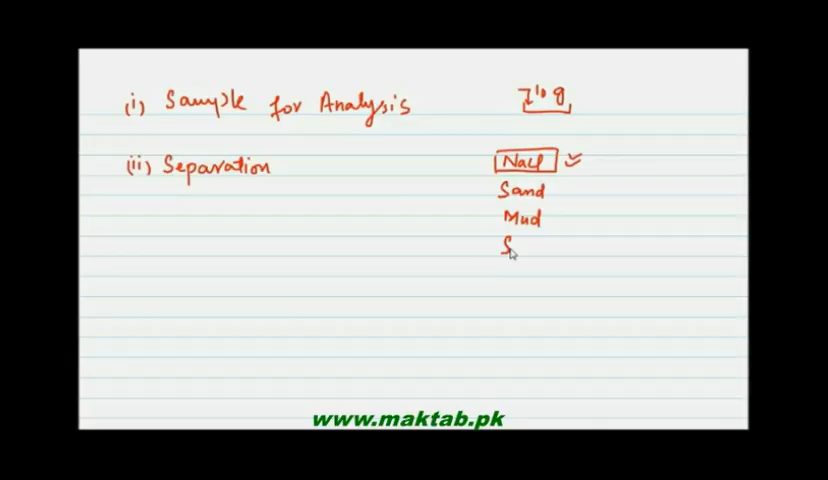 (i) Sample for Analysis
(ii) Separation
NaCl
Sand
Mud
S
www.maktab.pk